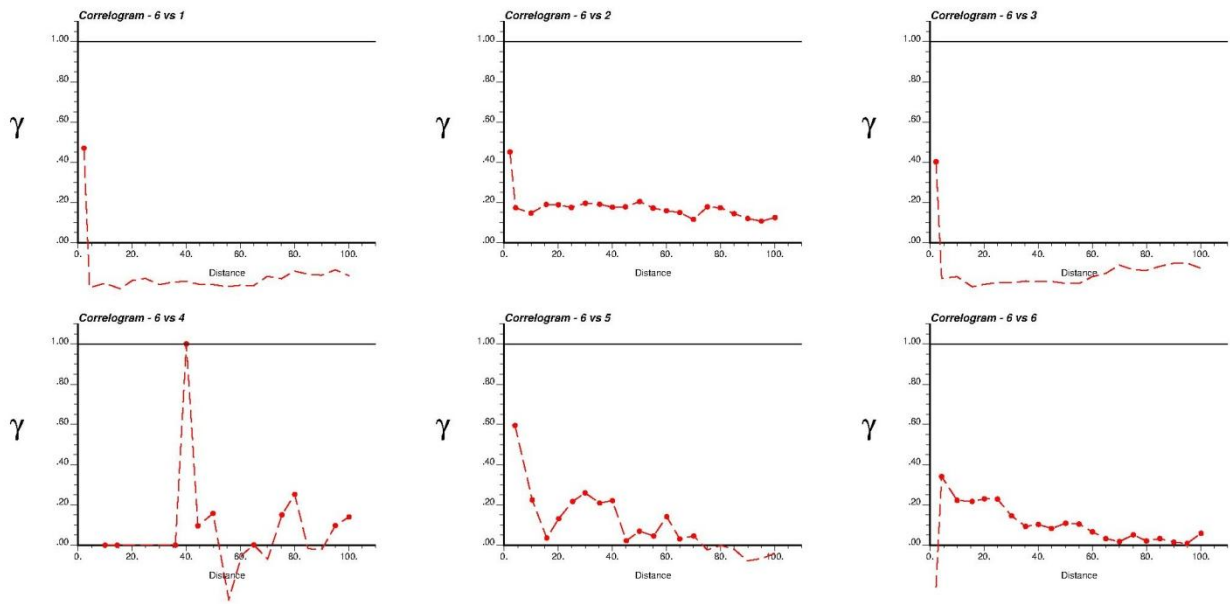 Correlogram - 6 vs 1
γ
1.00
.80
.60
.40
.20
.00
0. 20. 40. 60. 80. 100.
Distance
Correlogram - 6 vs 2
γ
1.00
.80
.60
.40
.20
.00
0. 20. 40. 60. 80. 100.
Distance
Correlogram - 6 vs 3
γ
1.00
.80
.60
.40
.20
.00
0. 20. 40. 60. 80. 100.
Distance
Correlogram - 6 vs 4
γ
1.00
.80
.60
.40
.20
.00
0. 20. 40. 60. 80. 100.
Distance
Correlogram - 6 vs 5
γ
1.00
.80
.60
.40
.20
.00
0. 20. 40. 60. 80. 100.
Distance
Correlogram - 6 vs 6
γ
1.00
.80
.60
.40
.20
.00
0. 20. 40. 60. 80. 100.
Distance